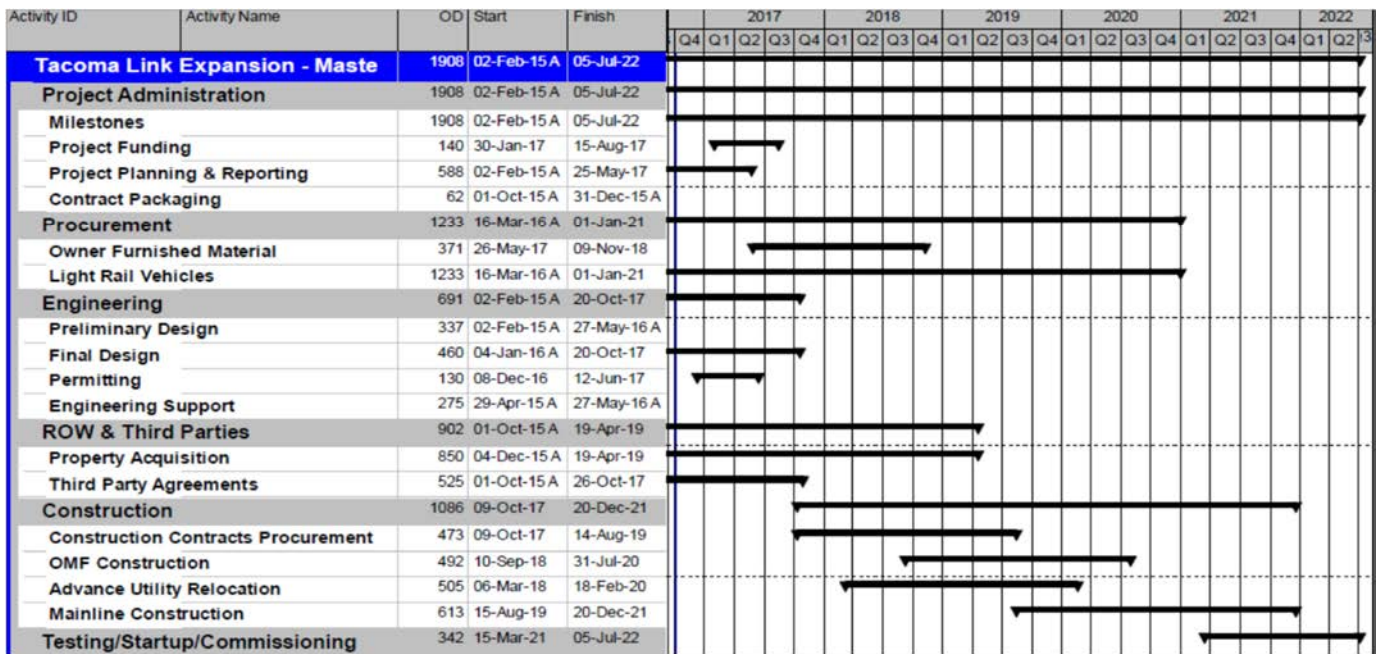 Activity ID Activity Name OD Start Finish 2017 2018 2019 2020 2021 2022
Q4 Q1 Q2 Q3 Q4 Q1 Q2 Q3 Q4 Q1 Q2 Q3 Q4 Q1 Q2 Q3 Q4 Q1 Q2 Q3 Q4 Q1 Q2
Tacoma Link Expansion - Maste 1908 02-Feb-15 A 05-Jul-22
Project Administration 1908 02-Feb-15 A 05-Jul-22
Milestones 1908 02-Feb-15 A 05-Jul-22
Project Funding 140 30-Jan-17 15-Aug-17
Project Planning & Reporting 588 02-Feb-15 A 25-May-17
Contract Packaging 62 01-Oct-15 A 31-Dec-15 A
Procurement 1233 16-Mar-16 A 01-Jan-21
Owner Furnished Material 371 26-May-17 09-Nov-18
Light Rail Vehicles 1233 16-Mar-16 A 01-Jan-21
Engineering 691 02-Feb-15 A 20-Oct-17
Preliminary Design 337 02-Feb-15 A 27-May-16 A
Final Design 460 04-Jan-16 A 20-Oct-17
Permitting 130 08-Dec-16 12-Jun-17
Engineering Support 275 29-Apr-15 A 27-May-16 A
ROW & Third Parties 902 01-Oct-15 A 19-Apr-19
Property Acquisition 850 04-Dec-15 A 19-Apr-19
Third Party Agreements 525 01-Oct-15 A 26-Oct-17
Construction 1086 09-Oct-17 20-Dec-21
Construction Contracts Procurement 473 09-Oct-17 14-Aug-19
OMF Construction 492 10-Sep-18 31-Jul-20
Advance Utility Relocation 505 06-Mar-18 18-Feb-20
Mainline Construction 613 15-Aug-19 20-Dec-21
Testing/Startup/Commissioning 342 15-Mar-21 05-Jul-22